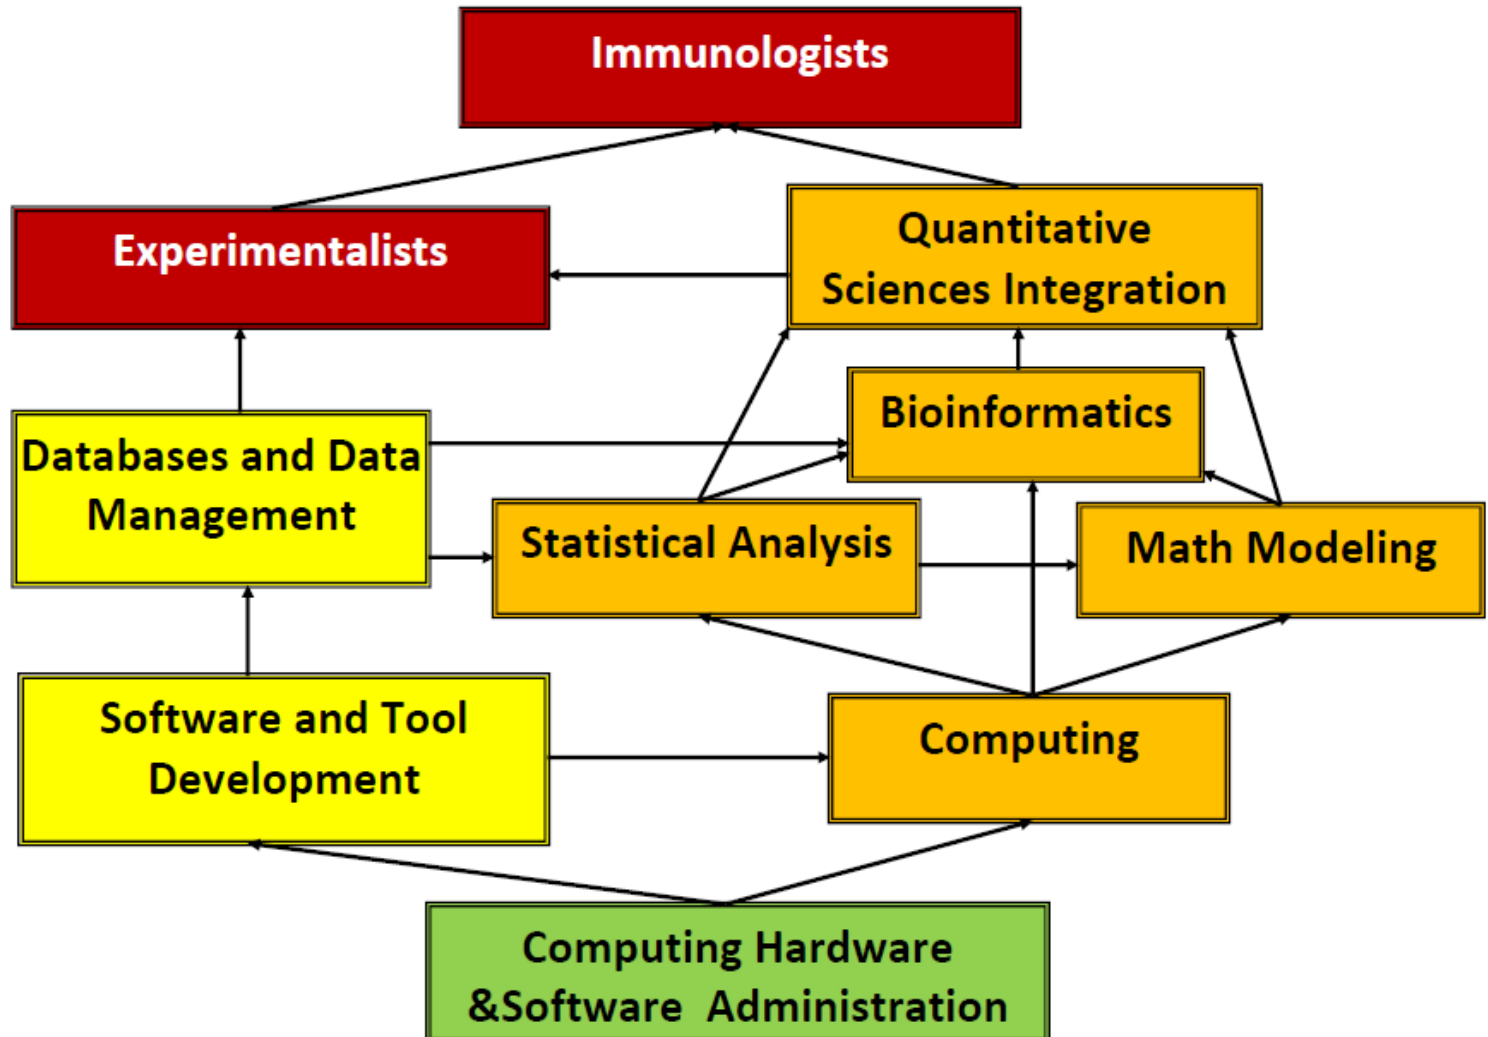 Immunologists
Experimentalists
Quantitative
Sciences Integration
Bioinformatics
Databases and Data
Management
Statistical Analysis
Math Modeling
Software and Tool
Development
Computing
Computing Hardware
&Software Administration